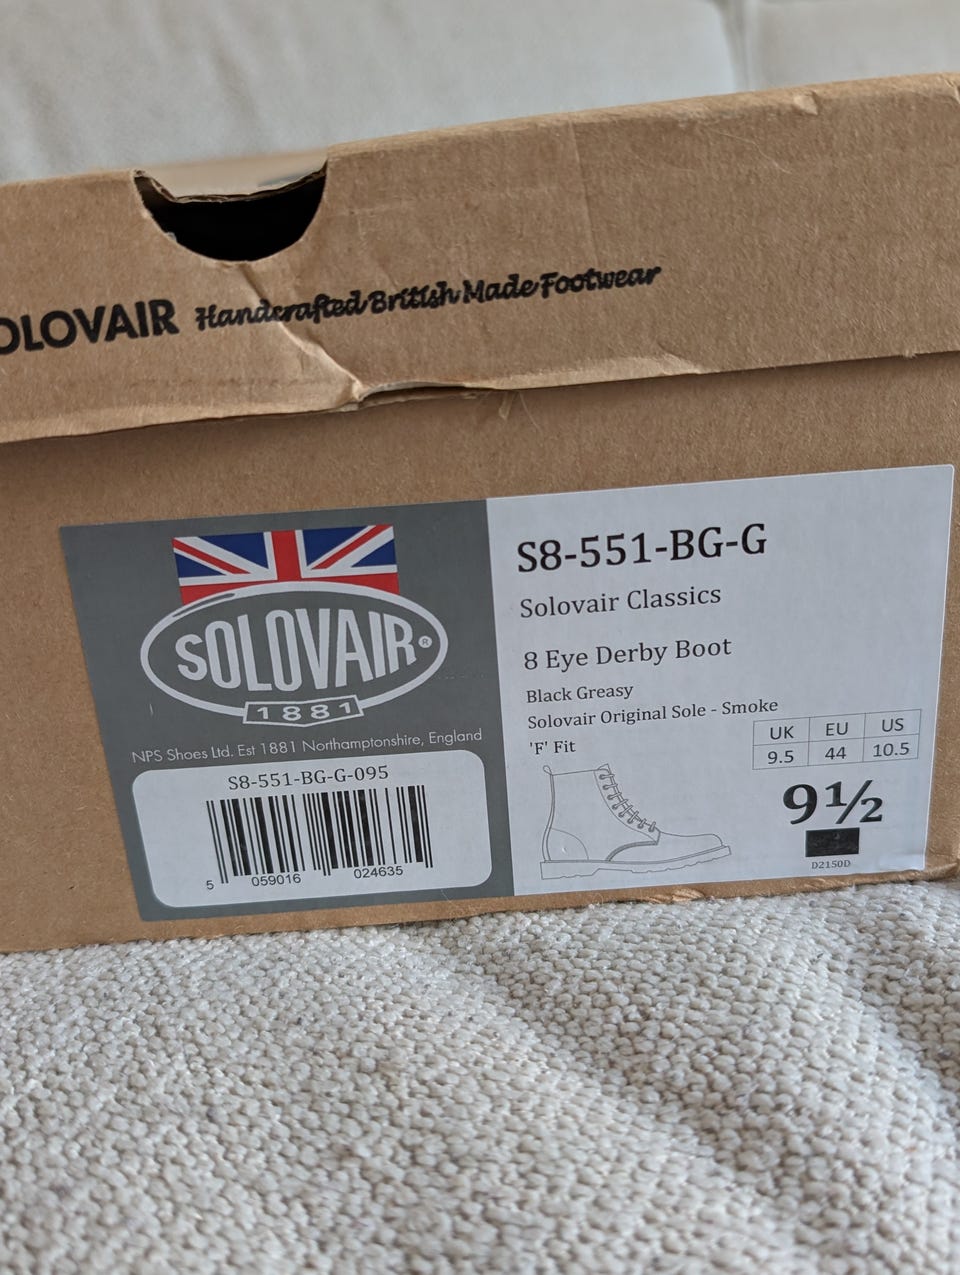 OLOVAIR Handcrafted British Made Footwear
SOLOVAIR®
1881
NPS Shoes Ltd. Est 1881 Northamptonshire, England
S8-551-BG-G-095
5 059016 024635
S8-551-BG-G
Solovair Classics
8 Eye Derby Boot
Black Greasy
Solovair Original Sole - Smoke
'F' Fit
UK EU US
9.5 44 10.5
9½
D2150D